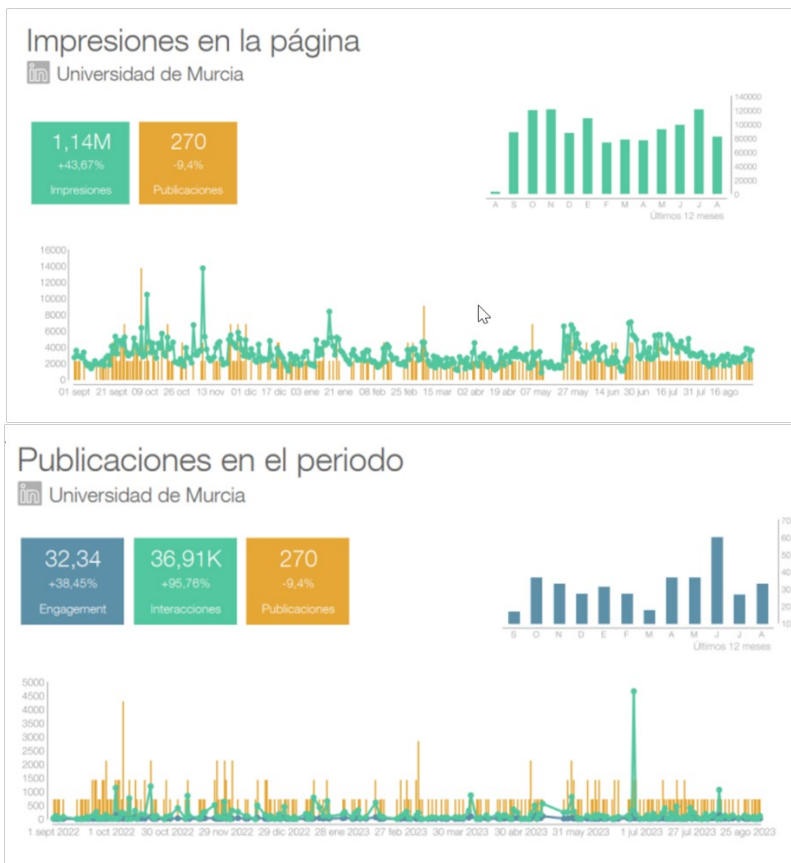 Impresiones en la página
in Universidad de Murcia
1,14M
+43,67%
Impresiones
270
-9,4%
Publicaciones
140000
120000
100000
80000
60000
40000
20000
0
A S O N D E F M A M J J A
Últimos 12 meses
16000
14000
12000
10000
8000
6000
4000
2000
0
01 sept 21 sept 09 oct 26 oct 13 nov 01 dic 17 dic 03 ene 21 ene 08 feb 25 feb 15 mar 02 abr 19 abr 07 may 27 may 14 jun 30 jun 16 jul 31 jul 16 ago
Publicaciones en el periodo
in Universidad de Murcia
32,34
+38,45%
Engagement
36,91K
+95,76%
Interacciones
270
-9,4%
Publicaciones
S O N D E F M A M J J A
Últimos 12 meses
5000
4500
4000
3500
3000
2500
2000
1500
1000
500
0
1 sept 2022 1 oct 2022 30 oct 2022 29 nov 2022 29 dic 2022 28 ene 2023 27 feb 2023 30 mar 2023 30 abr 2023 31 may 2023 1 jul 2023 27 jul 2023 25 ago 2023